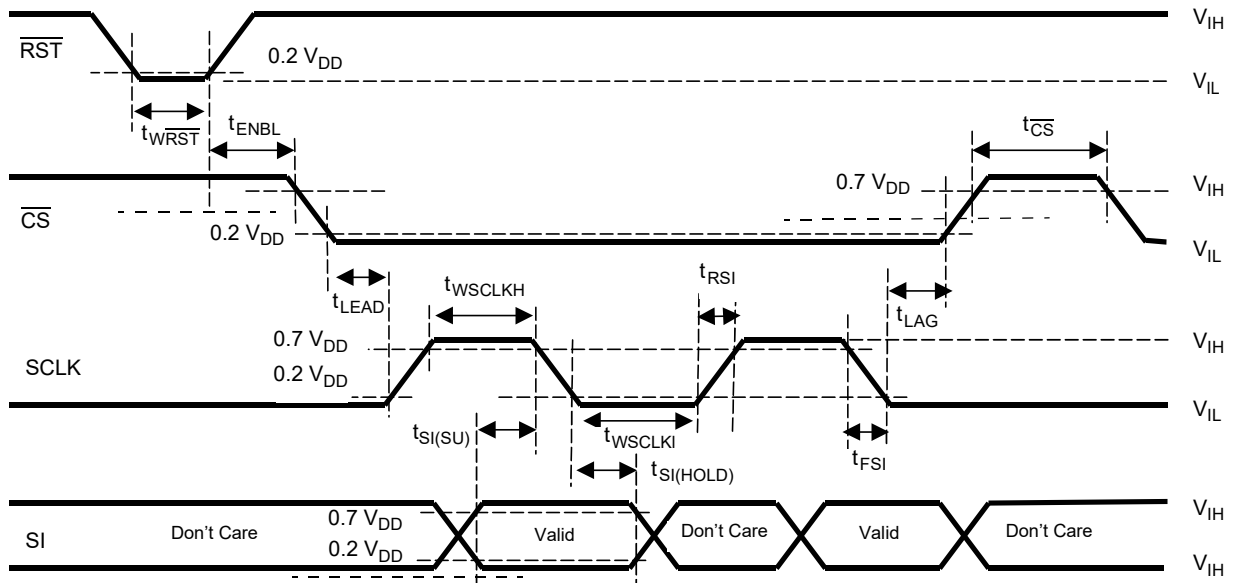 V_IH
RST
0.2 V_DD
V_IL
t_WRST
t_ENBL
t_CS
0.7 V_DD
V_IH
CS
0.2 V_DD
V_IL
t_LEAD
t_WSCLKH
t_RSI
t_LAG
0.7 V_DD
V_IH
SCLK
0.2 V_DD
V_IL
t_SI(SU)
t_WSCLKl
t_FSI
t_SI(HOLD)
V_IH
0.7 V_DD
Don't Care
Valid
Don't Care
Valid
Don't Care
SI
0.2 V_DD
V_IH